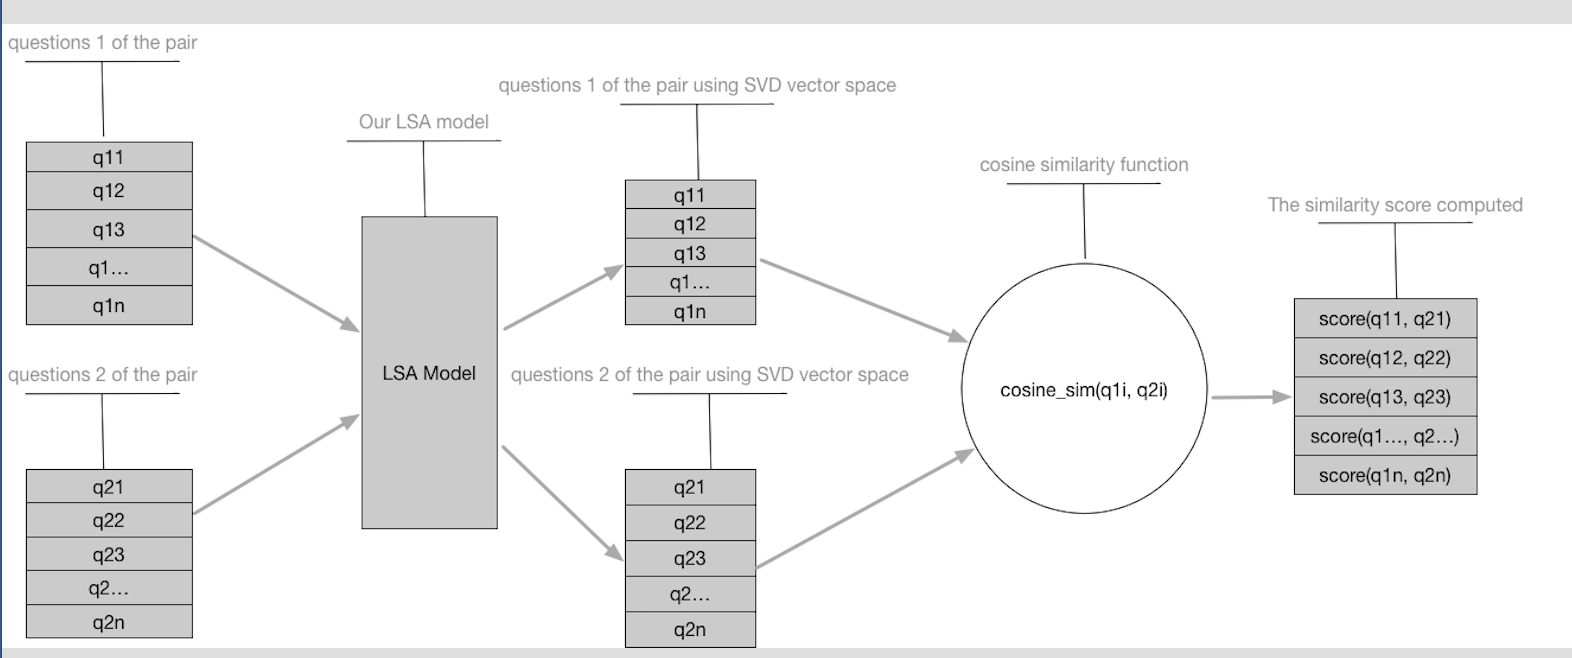 questions 1 of the pair
q11
q12
q13
q1...
q1n
questions 2 of the pair
q21
q22
q23
q2...
q2n
Our LSA model
LSA Model
questions 1 of the pair using SVD vector space
q11
q12
q13
q1...
q1n
questions 2 of the pair using SVD vector space
q21
q22
q23
q2...
q2n
cosine similarity function
cosine_sim(q1i, q2i)
The similarity score computed
score(q11, q21)
score(q12, q22)
score(q13, q23)
score(q1..., q2...)
score(q1n, q2n)